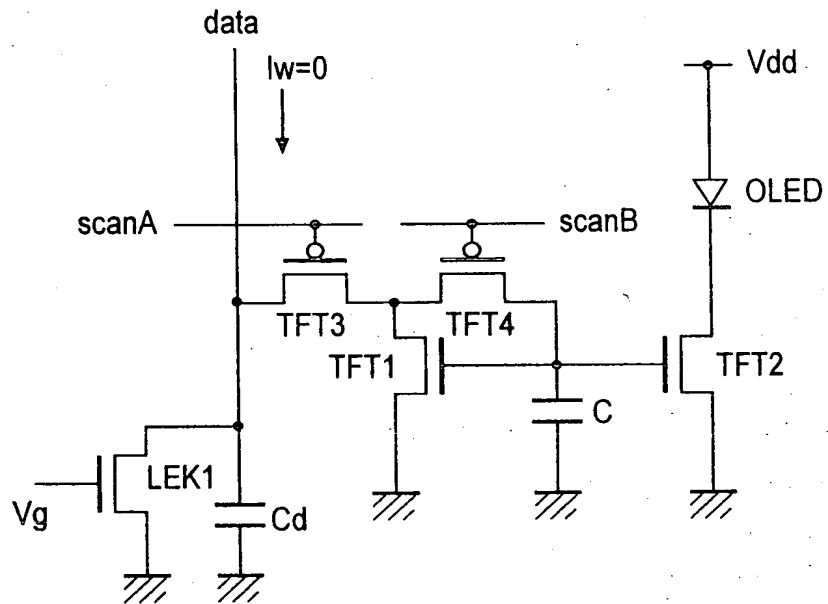 data
Iw=0
Vdd
OLED
scanA
scanB
TFT3
TFT4
TFT1
TFT2
C
LEK1
Vg
Cd